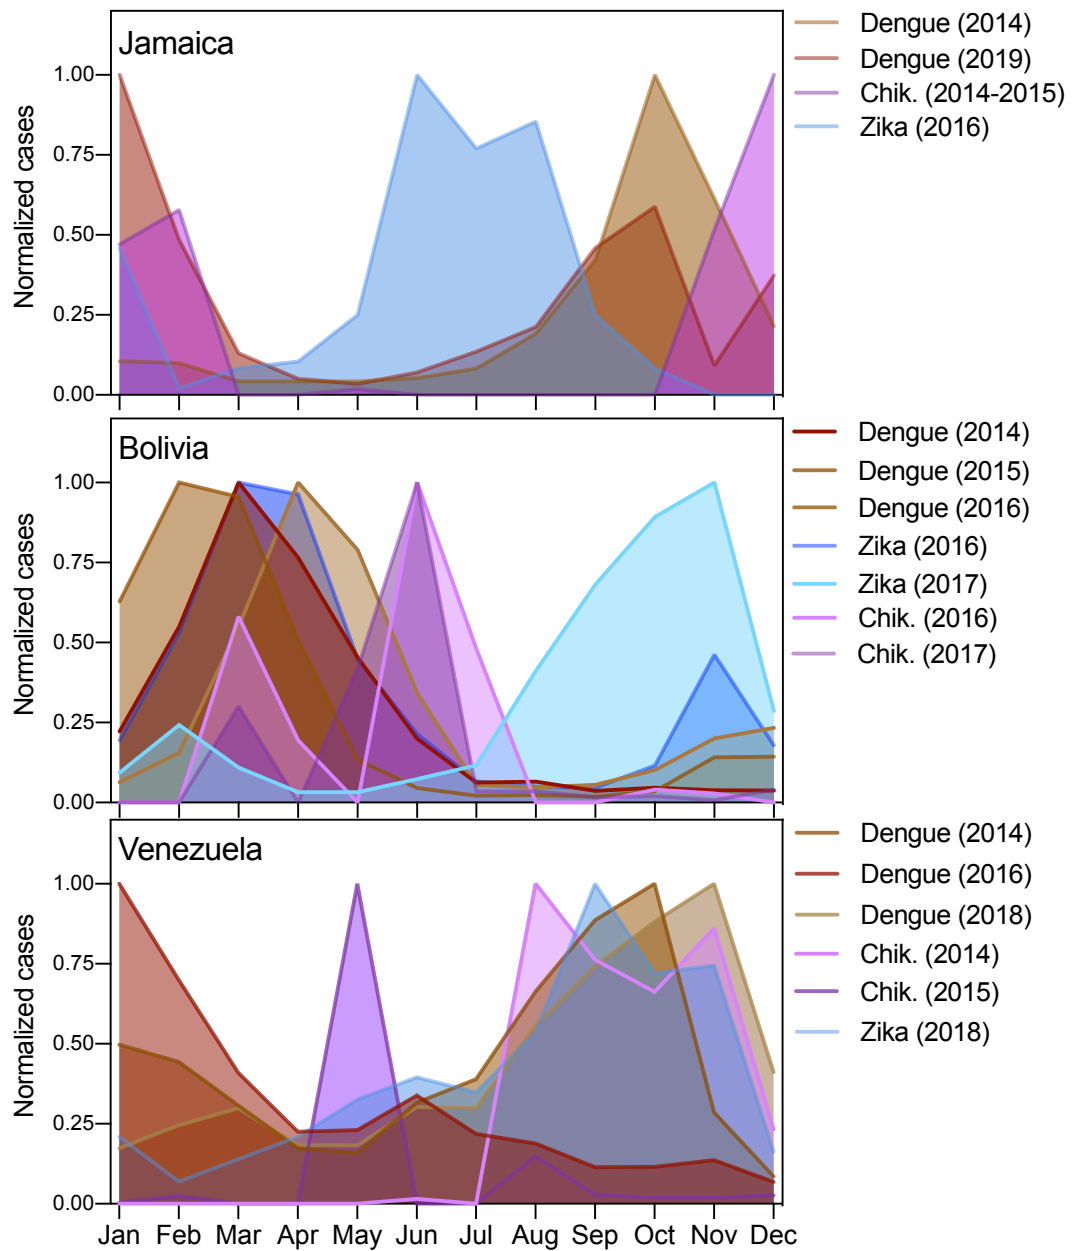 Jamaica
Normalized cases
1.00
0.75
0.50
0.25
0.00
Dengue (2014)
Dengue (2019)
Chik. (2014-2015)
Zika (2016)
Bolivia
Normalized cases
1.00
0.75
0.50
0.25
0.00
Dengue (2014)
Dengue (2015)
Dengue (2016)
Zika (2016)
Zika (2017)
Chik. (2016)
Chik. (2017)
Venezuela
Normalized cases
1.00
0.75
0.50
0.25
0.00
Dengue (2014)
Dengue (2016)
Dengue (2018)
Chik. (2014)
Chik. (2015)
Zika (2018)
Jan Feb Mar Apr May Jun Jul Aug Sep Oct Nov Dec